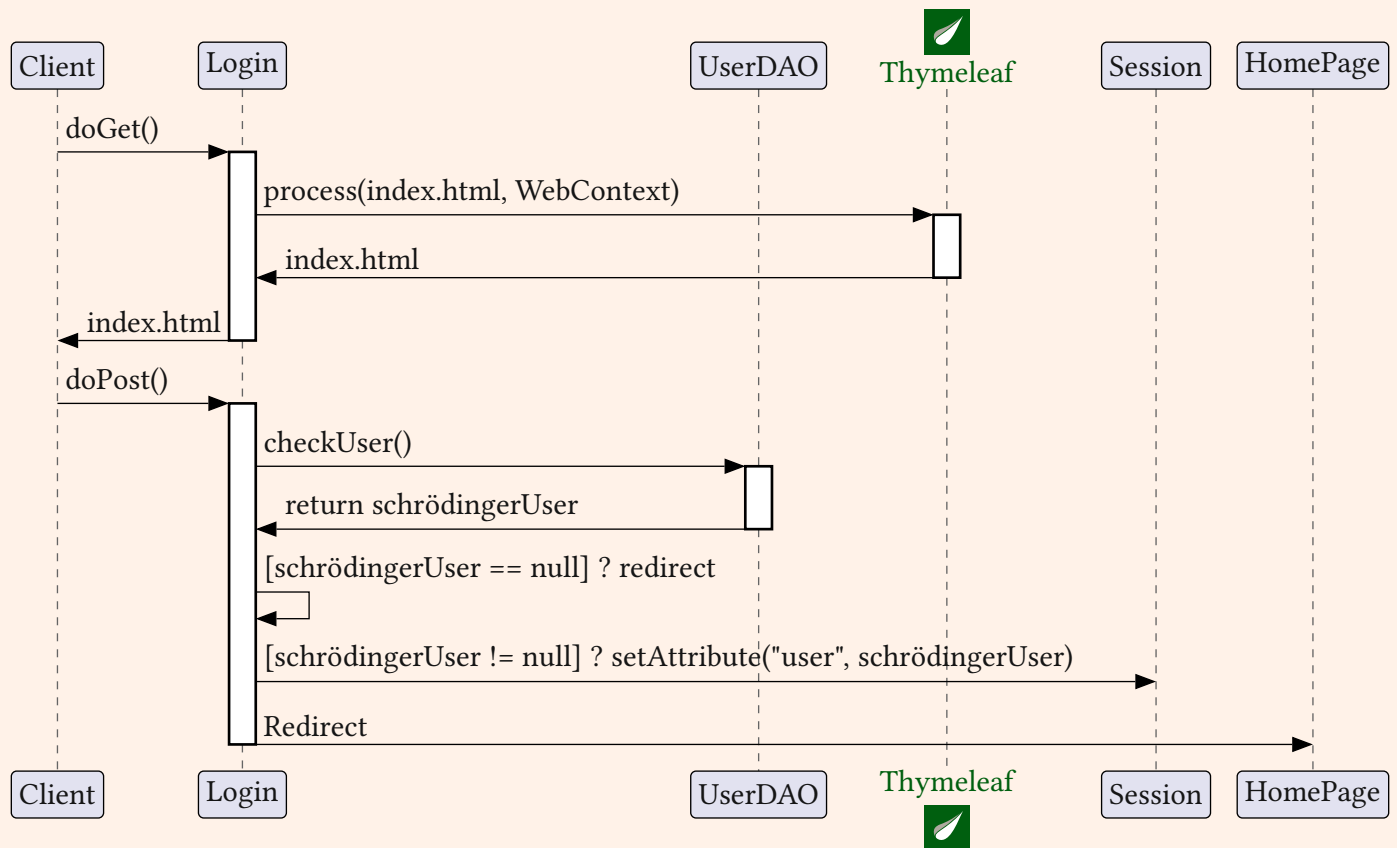 Client
Login
UserDAO
Thymeleaf
Session
HomePage
doGet()
process(index.html, WebContext)
index.html
index.html
doPost()
checkUser()
return schrödingerUser
[schrödingerUser == null] ? redirect
[schrödingerUser != null] ? setAttribute("user", schrödingerUser)
Redirect
Client
Login
UserDAO
Thymeleaf
Session
HomePage